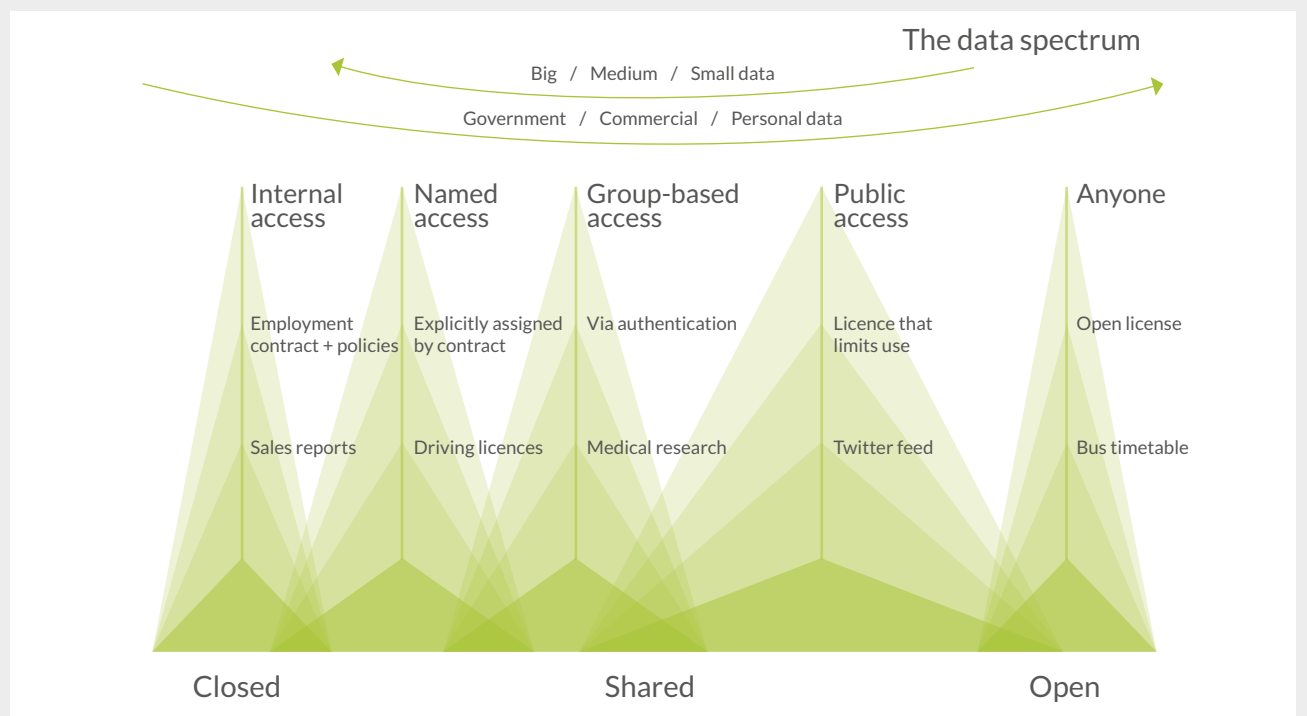 The data spectrum
Big / Medium / Small data
Government / Commercial / Personal data
Internal
access
Named
access
Group-based
access
Public
access
Anyone
Employment
contract + policies
Explicitly assigned
by contract
Via authentication
Licence that
limits use
Open license
Sales reports
Driving licences
Medical research
Twitter feed
Bus timetable
Closed
Shared
Open